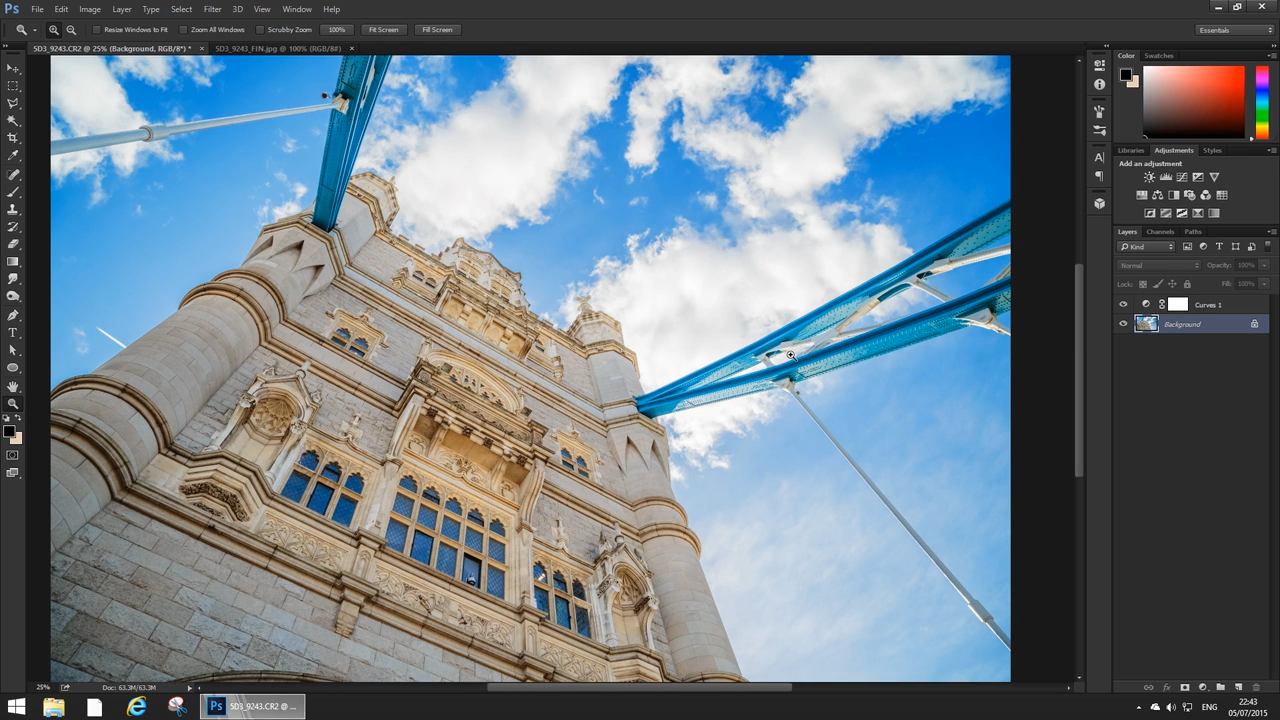 Ps File Edit Image Layer Type Select Filter 3D View Window Help
Resize Windows to Fit Zoom All Windows Scrubby Zoom 100% Fit Screen Fill Screen Essentials
5D3_9243.CR2 @ 25% (Background, RGB/8*) * × 5D3_9243_FIN.jpg @ 100% (RGB/8#) ×
Color Swatches
Libraries Adjustments Styles
Add an adjustment
Layers Channels Paths
Kind
Normal Opacity: 100%
Lock: Fill: 100%
Curves 1
Background
25% Doc: 63.3M/63.3M
Ps 5D3_9243.CR2 @ ...
ENG
22:43
05/07/2015